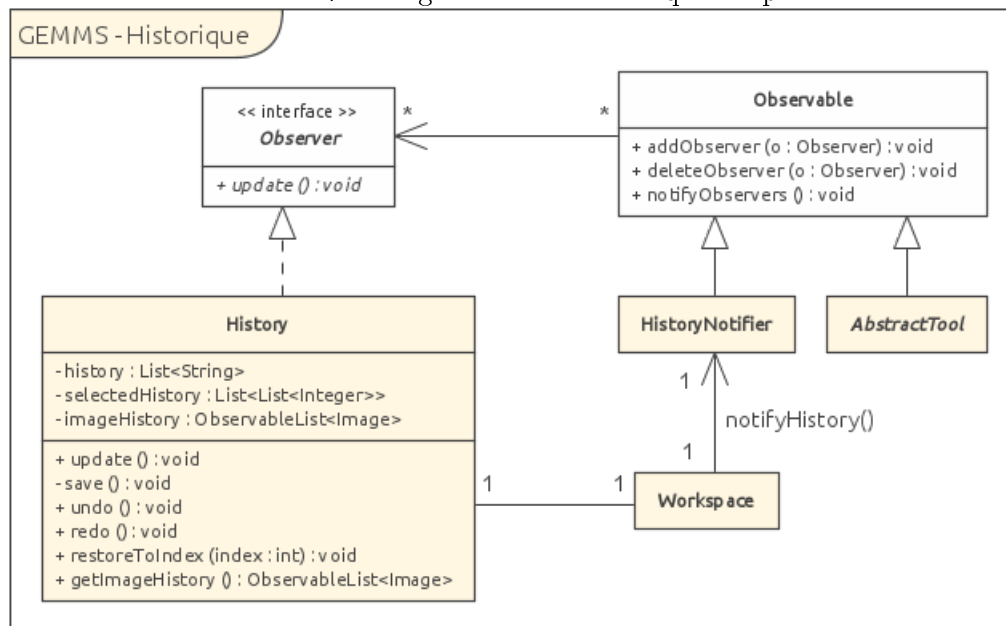 GEMMS - Historique
<< interface >>
Observer
+ update () : void
*
*
Observable
+ addObserver (o : Observer) : void
+ deleteObserver (o : Observer) : void
+ notifyObservers () : void
History
- history : List<String>
- selectedHistory : List<List<Integer>>
- imageHistory : ObservableList<Image>
+ update () : void
- save () : void
+ undo () : void
+ redo () : void
+ restoreToIndex (index : int) : void
+ getImageHistory () : ObservableList<Image>
HistoryNotifier
AbstractTool
1
notifyHistory()
1
1
1
Workspace